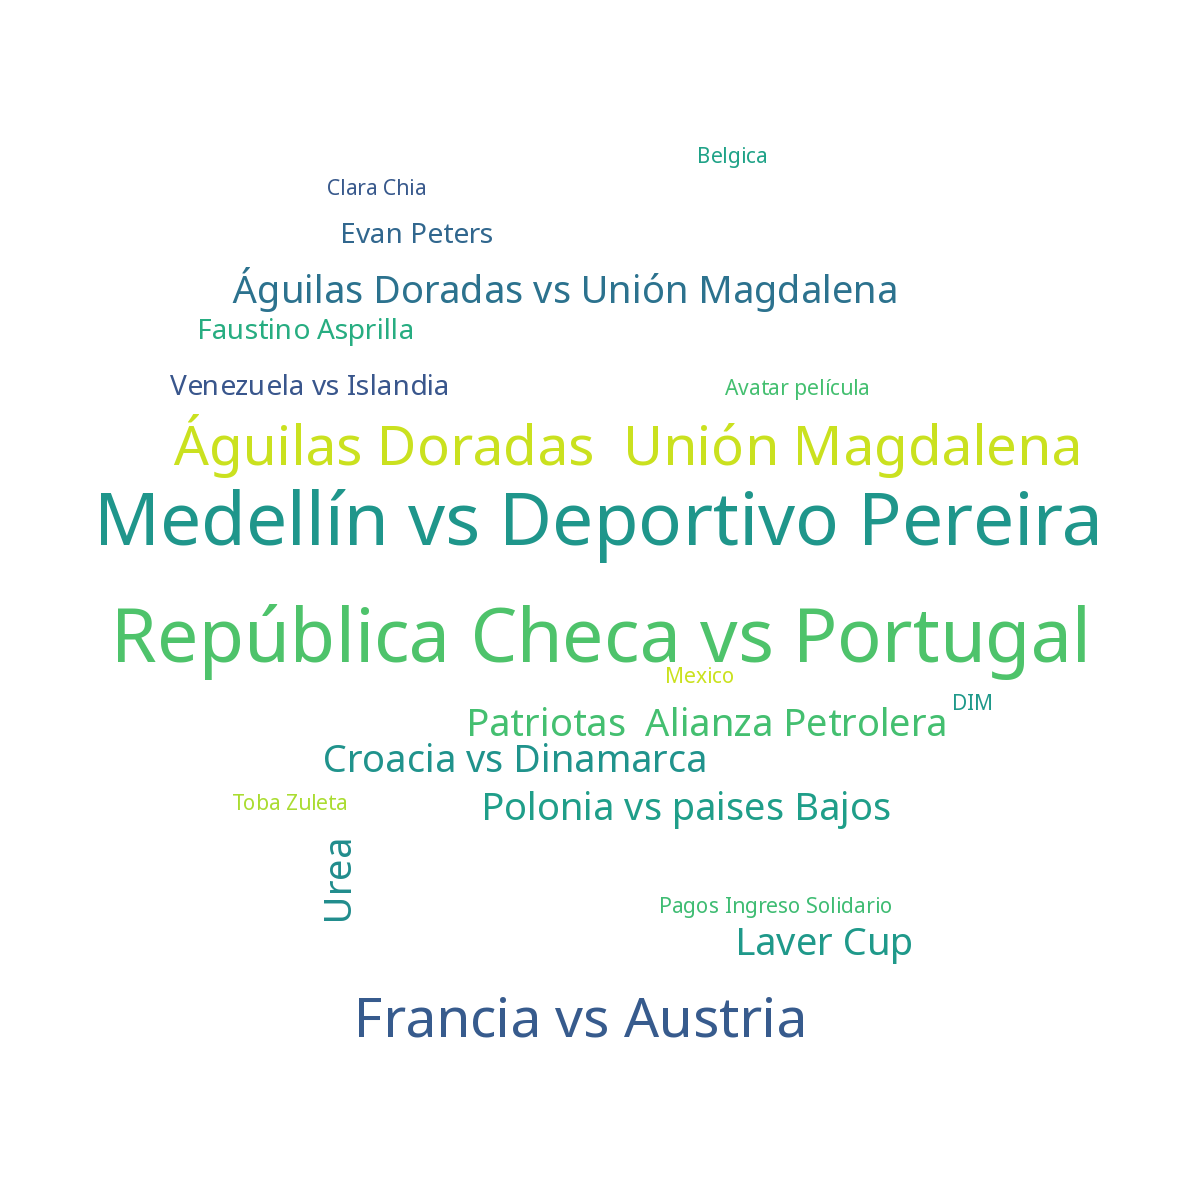 Belgica
Clara Chia
Evan Peters
Águilas Doradas vs Unión Magdalena
Faustino Asprilla
Venezuela vs Islandia
Avatar película
Águilas Doradas  Unión Magdalena
Medellín vs Deportivo Pereira
República Checa vs Portugal
Mexico
DIM
Patriotas  Alianza Petrolera
Croacia vs Dinamarca
Toba Zuleta
Polonia vs paises Bajos
Urea
Pagos Ingreso Solidario
Laver Cup
Francia vs Austria